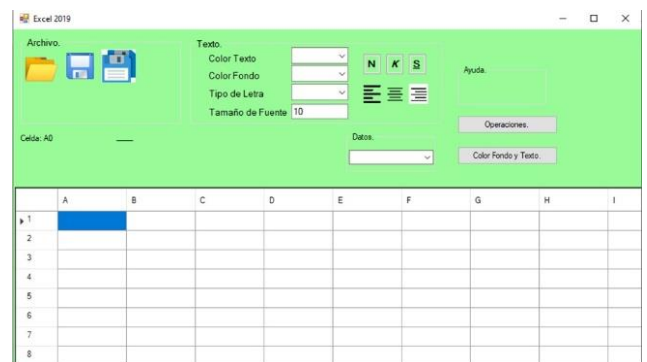 Excel 2019
Archivo.
Texto.
Color Texto
Color Fondo
Tipo de Letra
Tamaño de Fuente 10
N K S
Ayuda.
Operaciones.
Color Fondo y Texto.
Celda: A0
Datos.
A B C D E F G H I
1
2
3
4
5
6
7
8